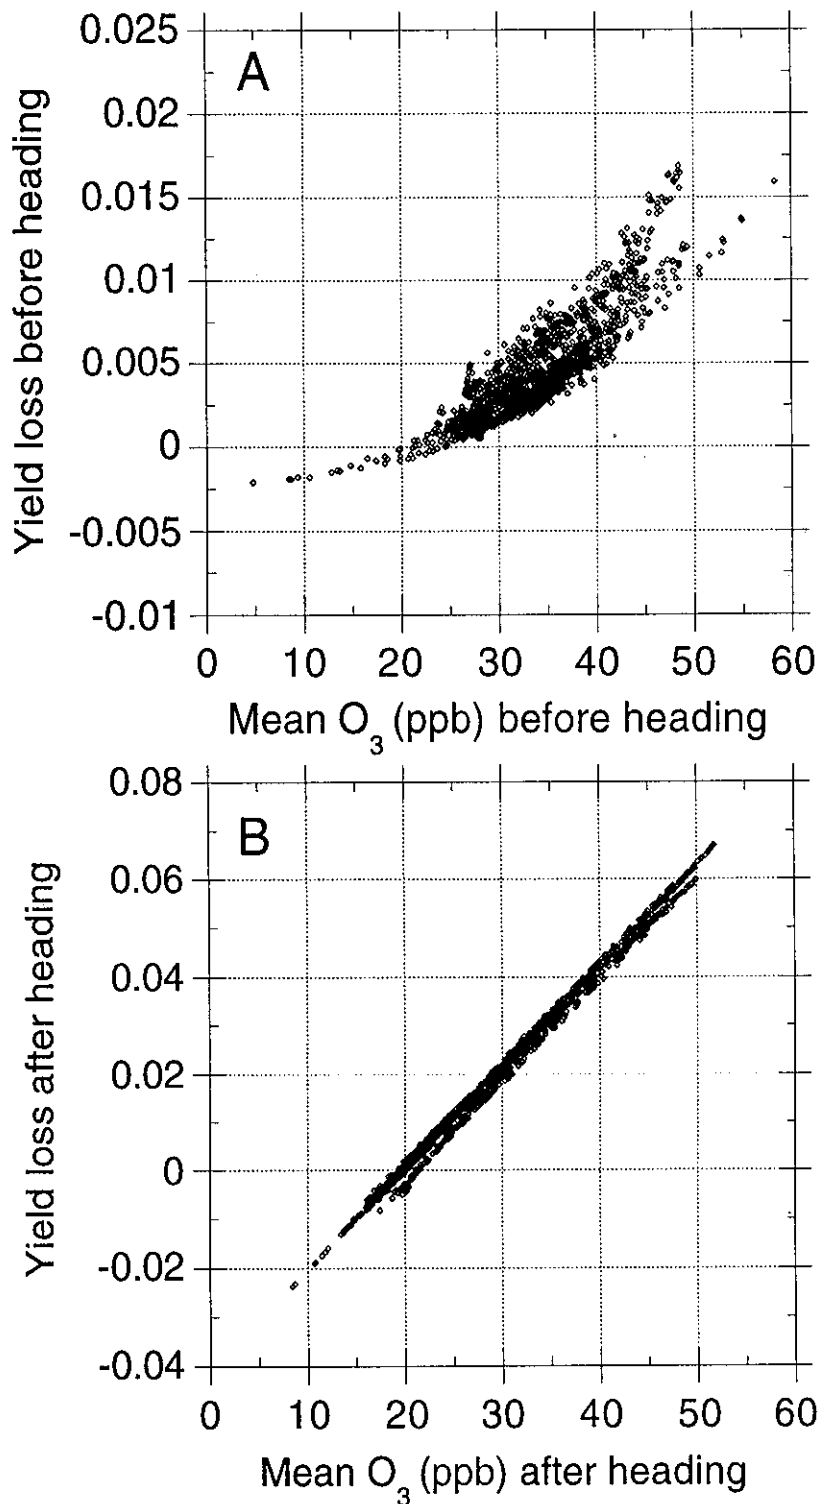 0.025
A
0.02
0.015
0.01
0.005
0
-0.005
-0.01
Yield loss before heading
0 10 20 30 40 50 60
Mean O₃ (ppb) before heading
0.08
B
0.06
0.04
0.02
0
-0.02
-0.04
Yield loss after heading
0 10 20 30 40 50 60
Mean O₃ (ppb) after heading